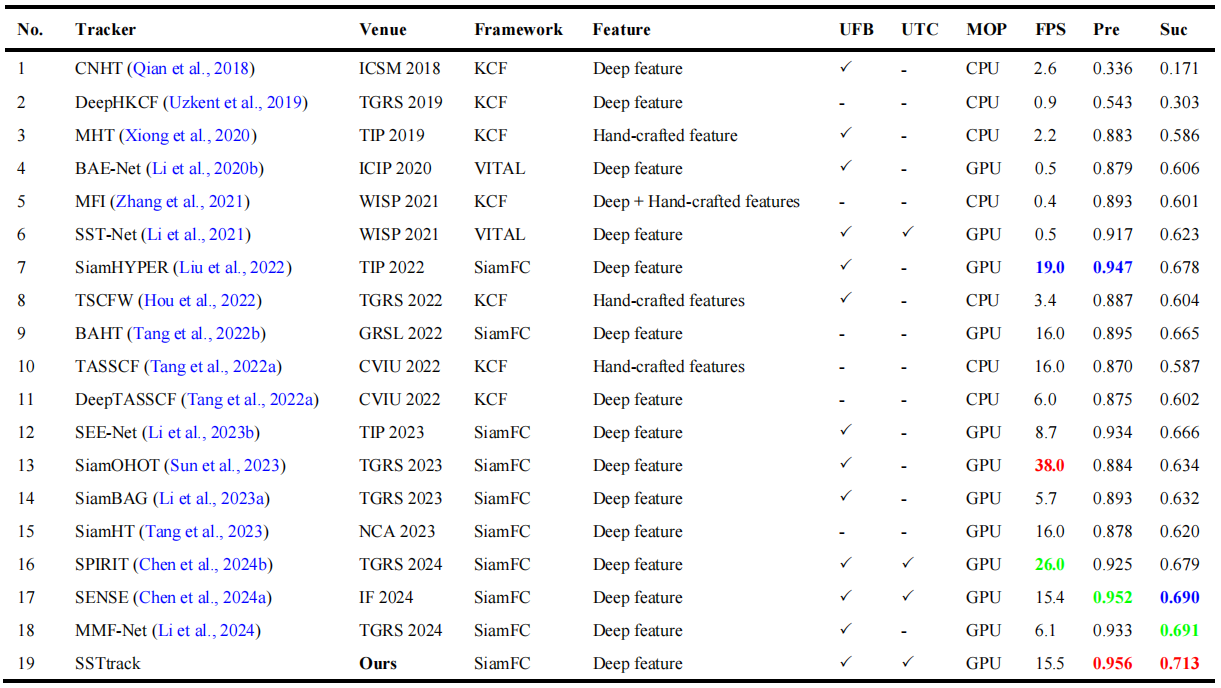 No. Tracker Venue Framework Feature UFB UTC MOP FPS Pre Suc
1 CNHT (Qian et al., 2018) ICSM 2018 KCF Deep feature ✓ - CPU 2.6 0.336 0.171
2 DeepHKCF (Uzkent et al., 2019) TGRS 2019 KCF Deep feature - - CPU 0.9 0.543 0.303
3 MHT (Xiong et al., 2020) TIP 2019 KCF Hand-crafted feature ✓ - CPU 2.2 0.883 0.586
4 BAE-Net (Li et al., 2020b) ICIP 2020 VITAL Deep feature ✓ - GPU 0.5 0.879 0.606
5 MFI (Zhang et al., 2021) WISP 2021 KCF Deep + Hand-crafted features - - CPU 0.4 0.893 0.601
6 SST-Net (Li et al., 2021) WISP 2021 VITAL Deep feature ✓ ✓ GPU 0.5 0.917 0.623
7 SiamHYPER (Liu et al., 2022) TIP 2022 SiamFC Deep feature ✓ - GPU 19.0 0.947 0.678
8 TSCFW (Hou et al., 2022) TGRS 2022 KCF Hand-crafted features ✓ - CPU 3.4 0.887 0.604
9 BAHT (Tang et al., 2022b) GRSL 2022 SiamFC Deep feature - - GPU 16.0 0.895 0.665
10 TASSCF (Tang et al., 2022a) CVIU 2022 KCF Hand-crafted features - - CPU 16.0 0.870 0.587
11 DeepTASSCF (Tang et al., 2022a) CVIU 2022 KCF Deep feature - - CPU 6.0 0.875 0.602
12 SEE-Net (Li et al., 2023b) TIP 2023 SiamFC Deep feature ✓ - GPU 8.7 0.934 0.666
13 SiamOHOT (Sun et al., 2023) TGRS 2023 SiamFC Deep feature ✓ - GPU 38.0 0.884 0.634
14 SiamBAG (Li et al., 2023a) TGRS 2023 SiamFC Deep feature ✓ - GPU 5.7 0.893 0.632
15 SiamHT (Tang et al., 2023) NCA 2023 SiamFC Deep feature - - GPU 16.0 0.878 0.620
16 SPIRIT (Chen et al., 2024b) TGRS 2024 SiamFC Deep feature ✓ ✓ GPU 26.0 0.925 0.679
17 SENSE (Chen et al., 2024a) IF 2024 SiamFC Deep feature ✓ ✓ GPU 15.4 0.952 0.690
18 MMF-Net (Li et al., 2024) TGRS 2024 SiamFC Deep feature ✓ - GPU 6.1 0.933 0.691
19 SSTtrack Ours SiamFC Deep feature ✓ ✓ GPU 15.5 0.956 0.713